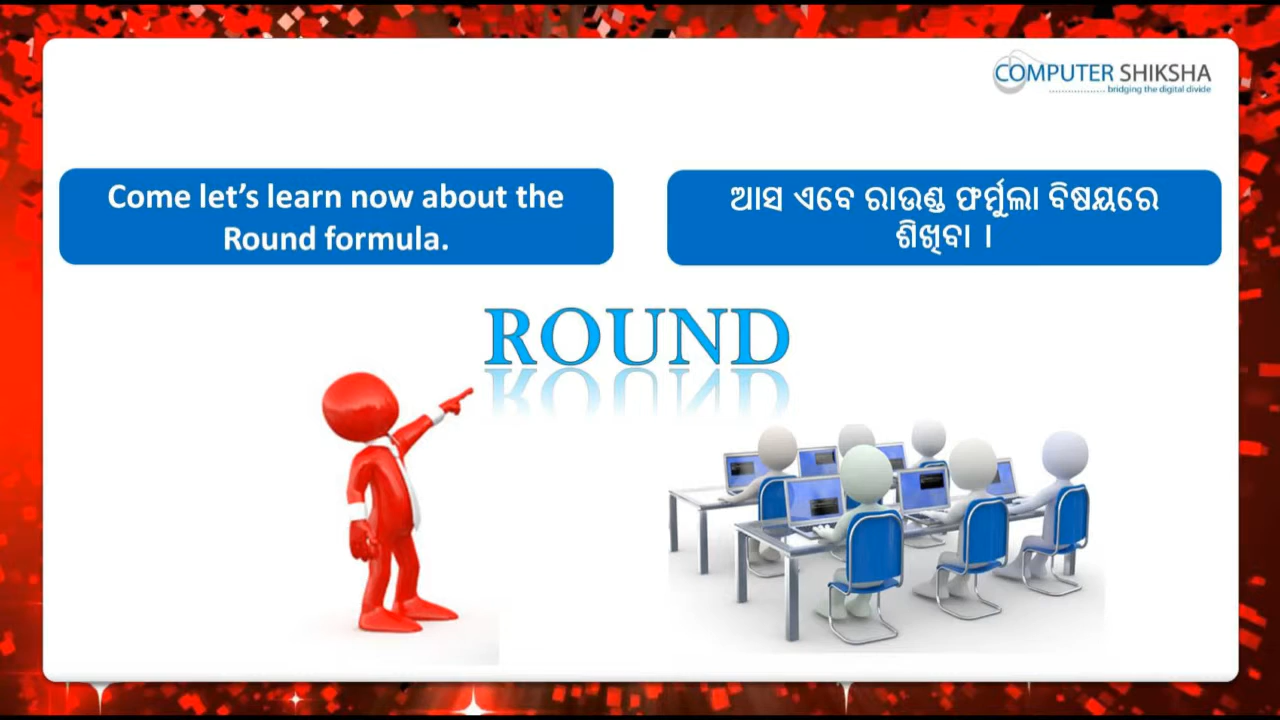 COMPUTER SHIKSHA
bridging the digital divide
Come let's learn now about the
Round formula.
ଆସ ଏବେ ରାଉଣ୍ଡ ଫର୍ମୁଲା ବିଷୟରେ
ଶିଖିବା ।
ROUND